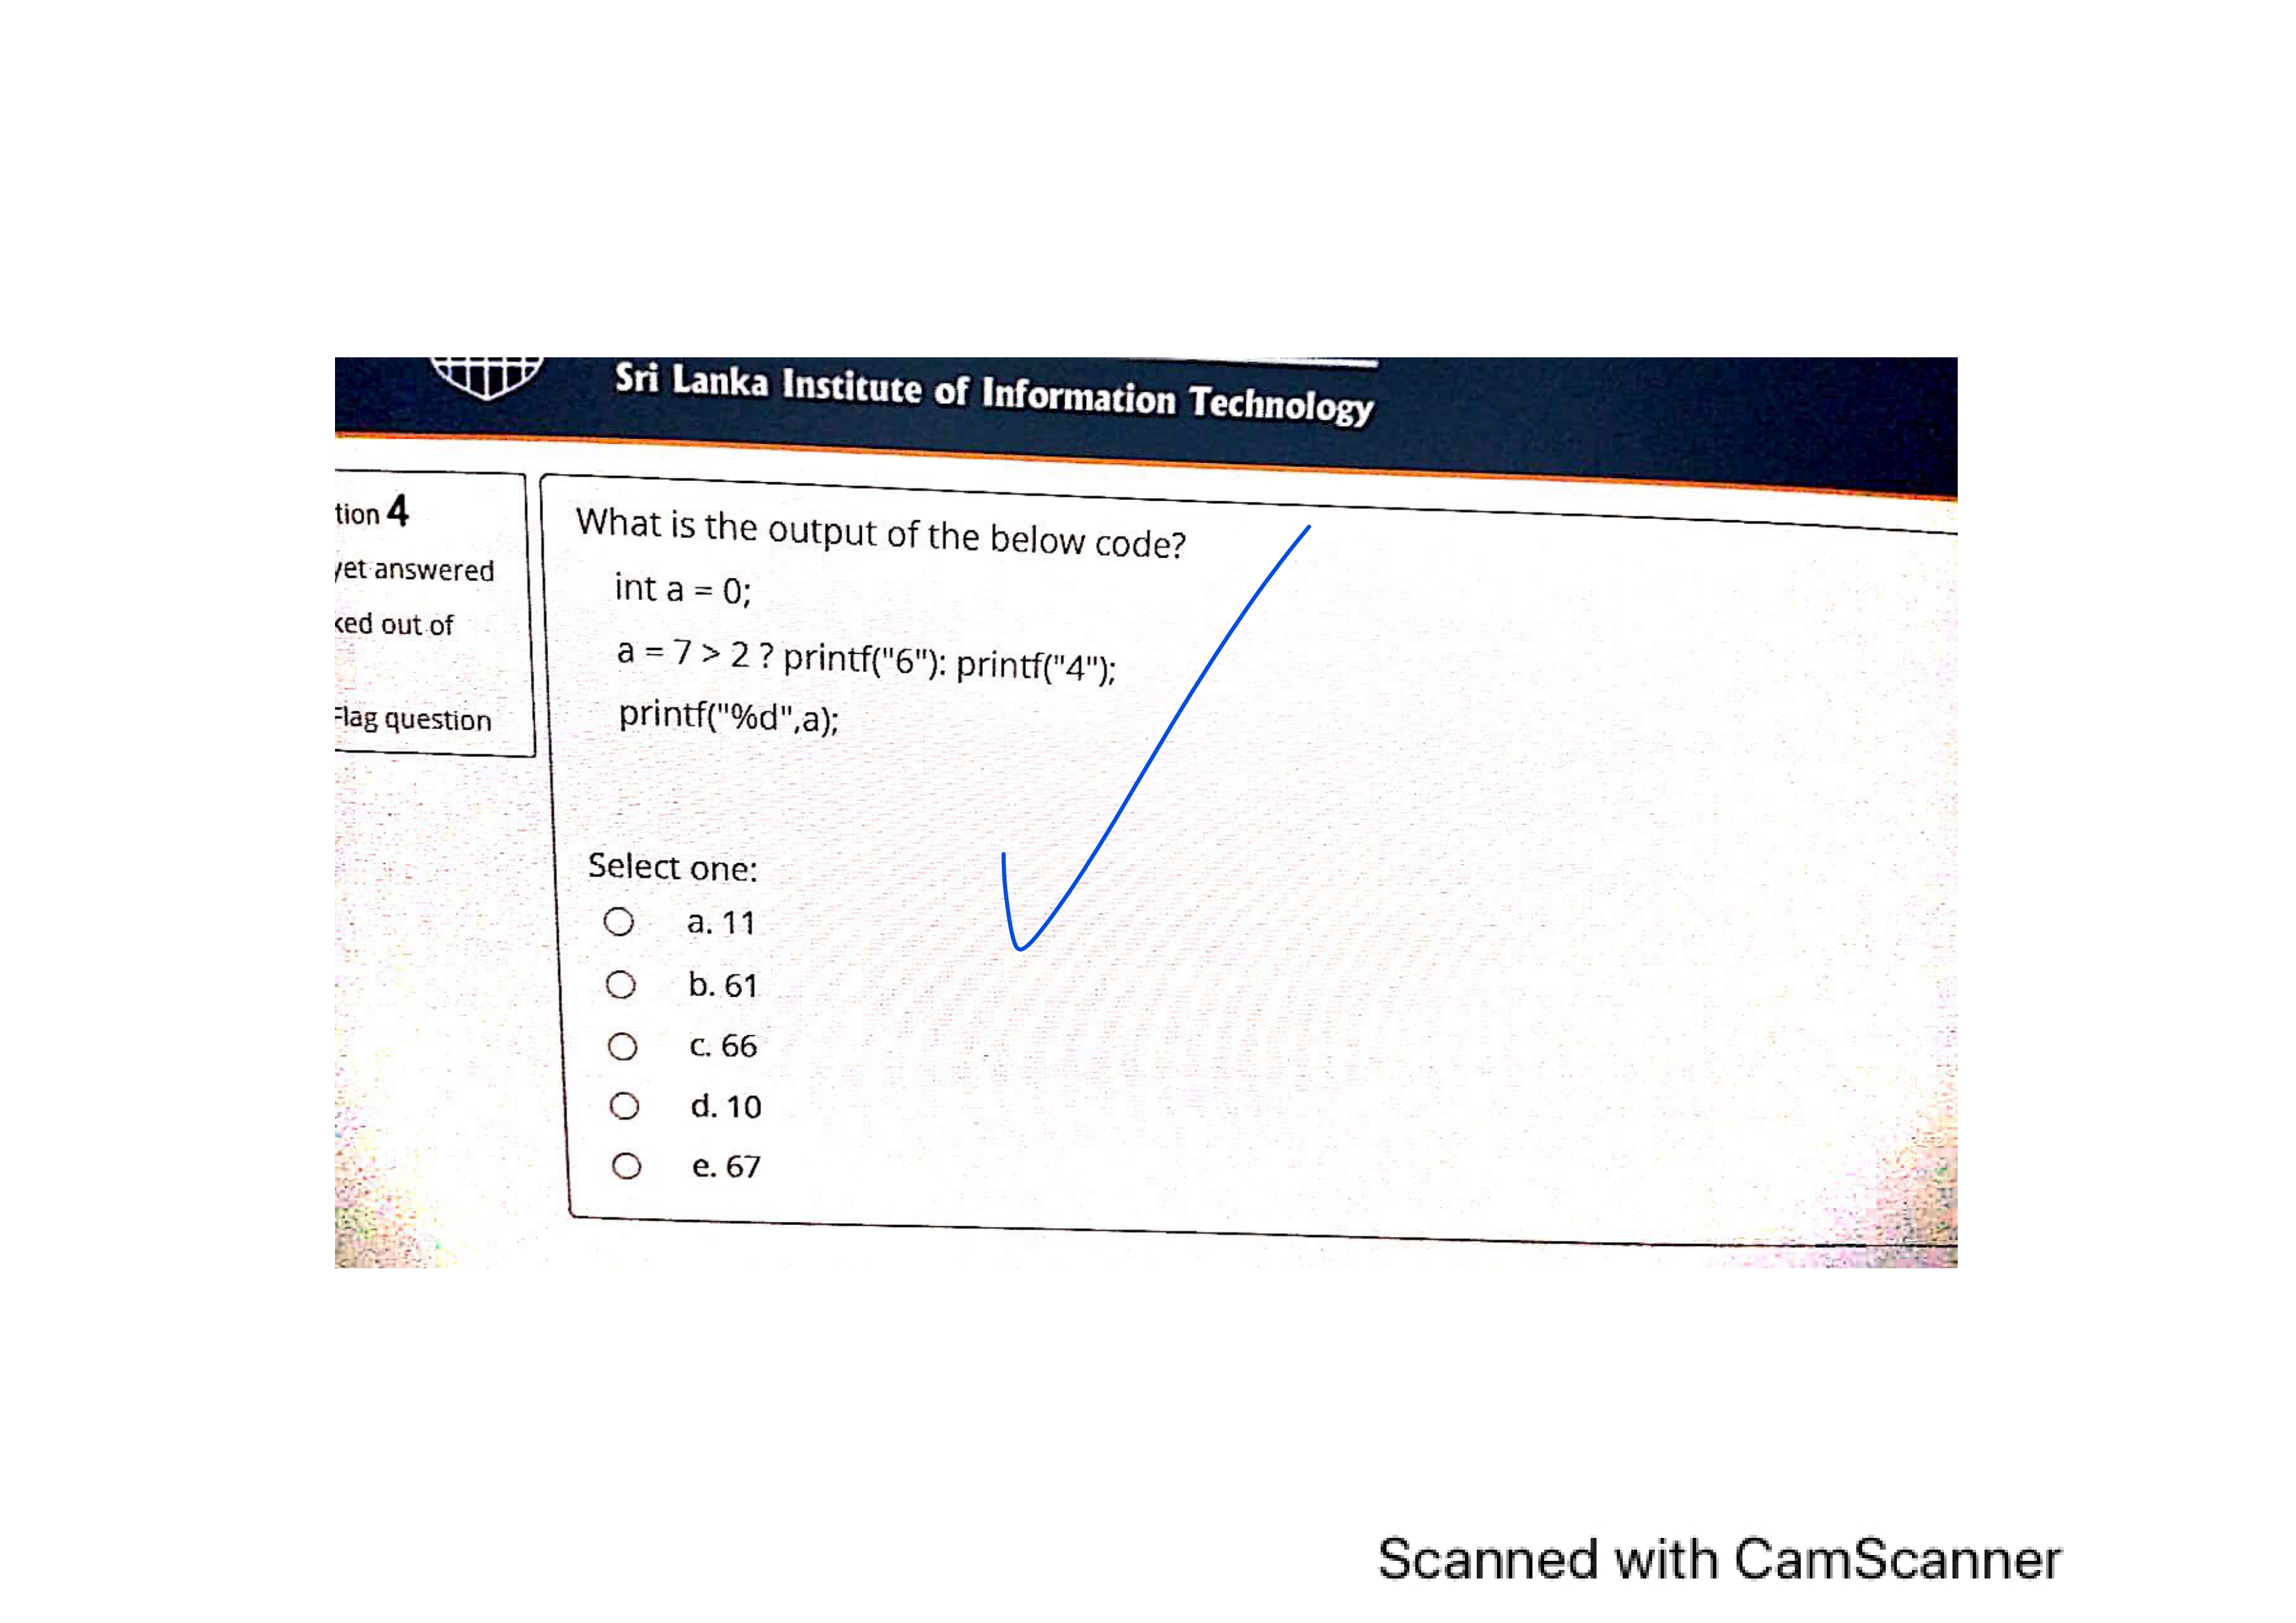 Sri Lanka Institute of Information Technology
tion 4
yet answered
ked out of
Flag question
What is the output of the below code?
int a = 0;
a = 7 > 2 ? printf("6"): printf("4");
printf("%d",a);
Select one:
a. 11
b. 61
c. 66
d. 10
e. 67
Scanned with CamScanner